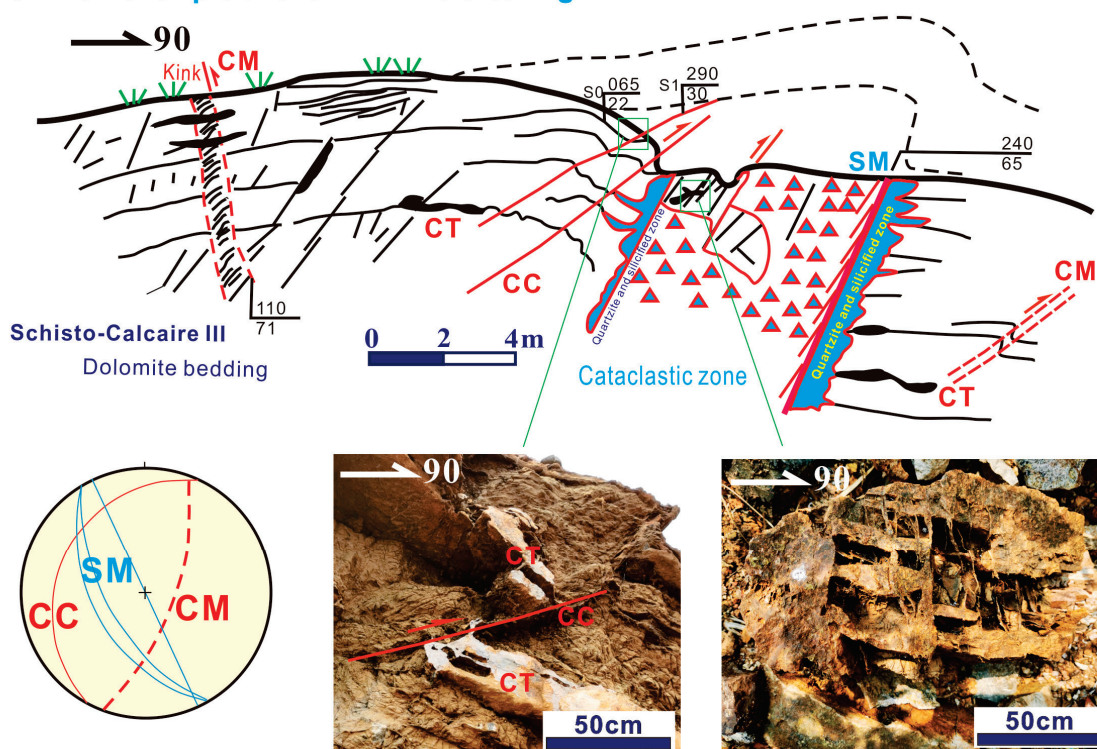 90
Kink
CM
S0 065
22
S1 290
30
SM
240
65
CT
CC
Quartzite and silicified zone
Quartzite and silicified zone
CM
CT
110
71
Schisto-Calcaire III
Dolomite bedding
0 2 4m
Cataclastic zone
SM
CC
CM
90
CT
CC
CT
50cm
90
50cm